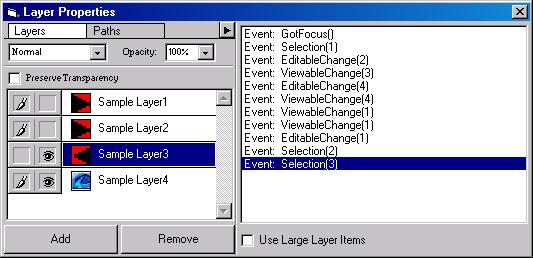 Layer Properties
Layers Paths
Normal Opacity: 100%
Preserve Transparency
Sample Layer1
Sample Layer2
Sample Layer3
Sample Layer4
Add Remove
Event: GotFocus()
Event: Selection(1)
Event: EditableChange(2)
Event: ViewableChange(3)
Event: EditableChange(4)
Event: ViewableChange(4)
Event: ViewableChange(1)
Event: ViewableChange(1)
Event: EditableChange(1)
Event: Selection(2)
Event: Selection(3)
Use Large Layer Items